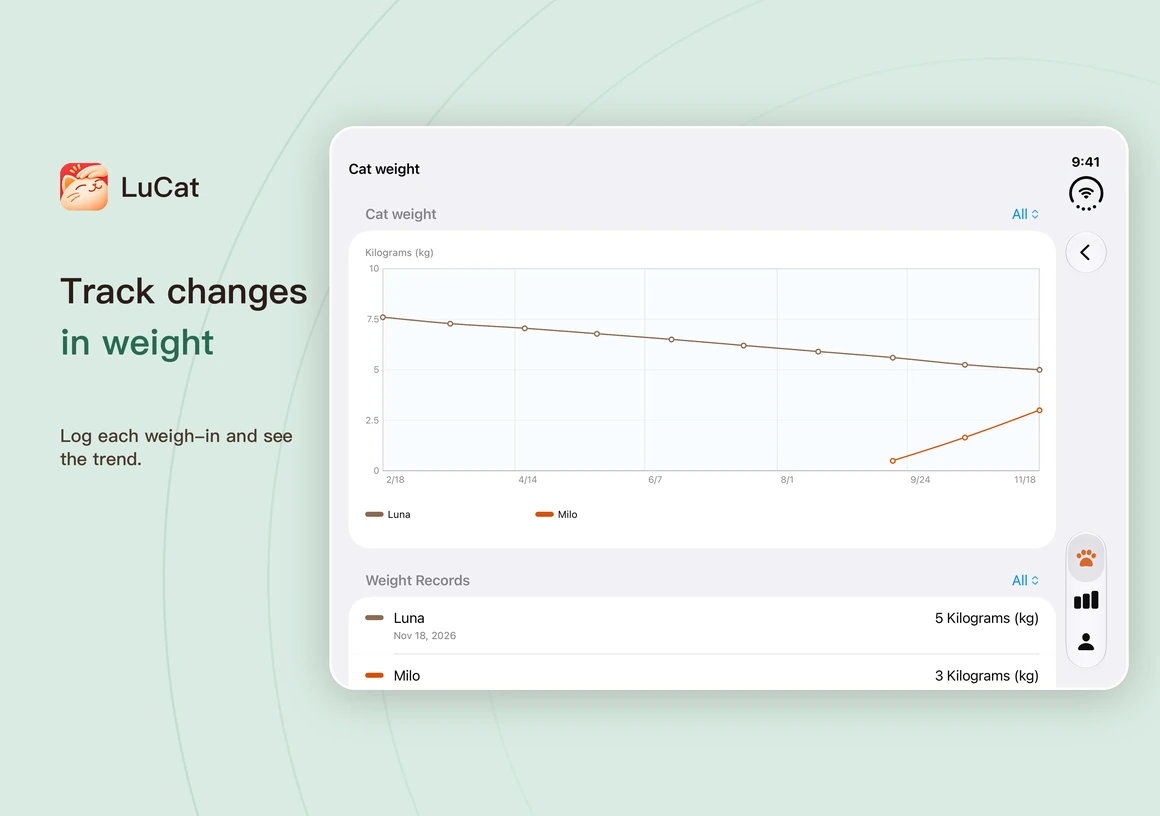 LuCat
Track changes
in weight
Log each weigh–in and see
the trend.
Cat weight
9:41
Cat weight
All
Kilograms (kg)
10
7.5
5
2.5
0
2/18
4/14
6/7
8/1
9/24
11/18
Luna
Milo
Weight Records
All
Luna
5 Kilograms (kg)
Nov 18, 2026
Milo
3 Kilograms (kg)